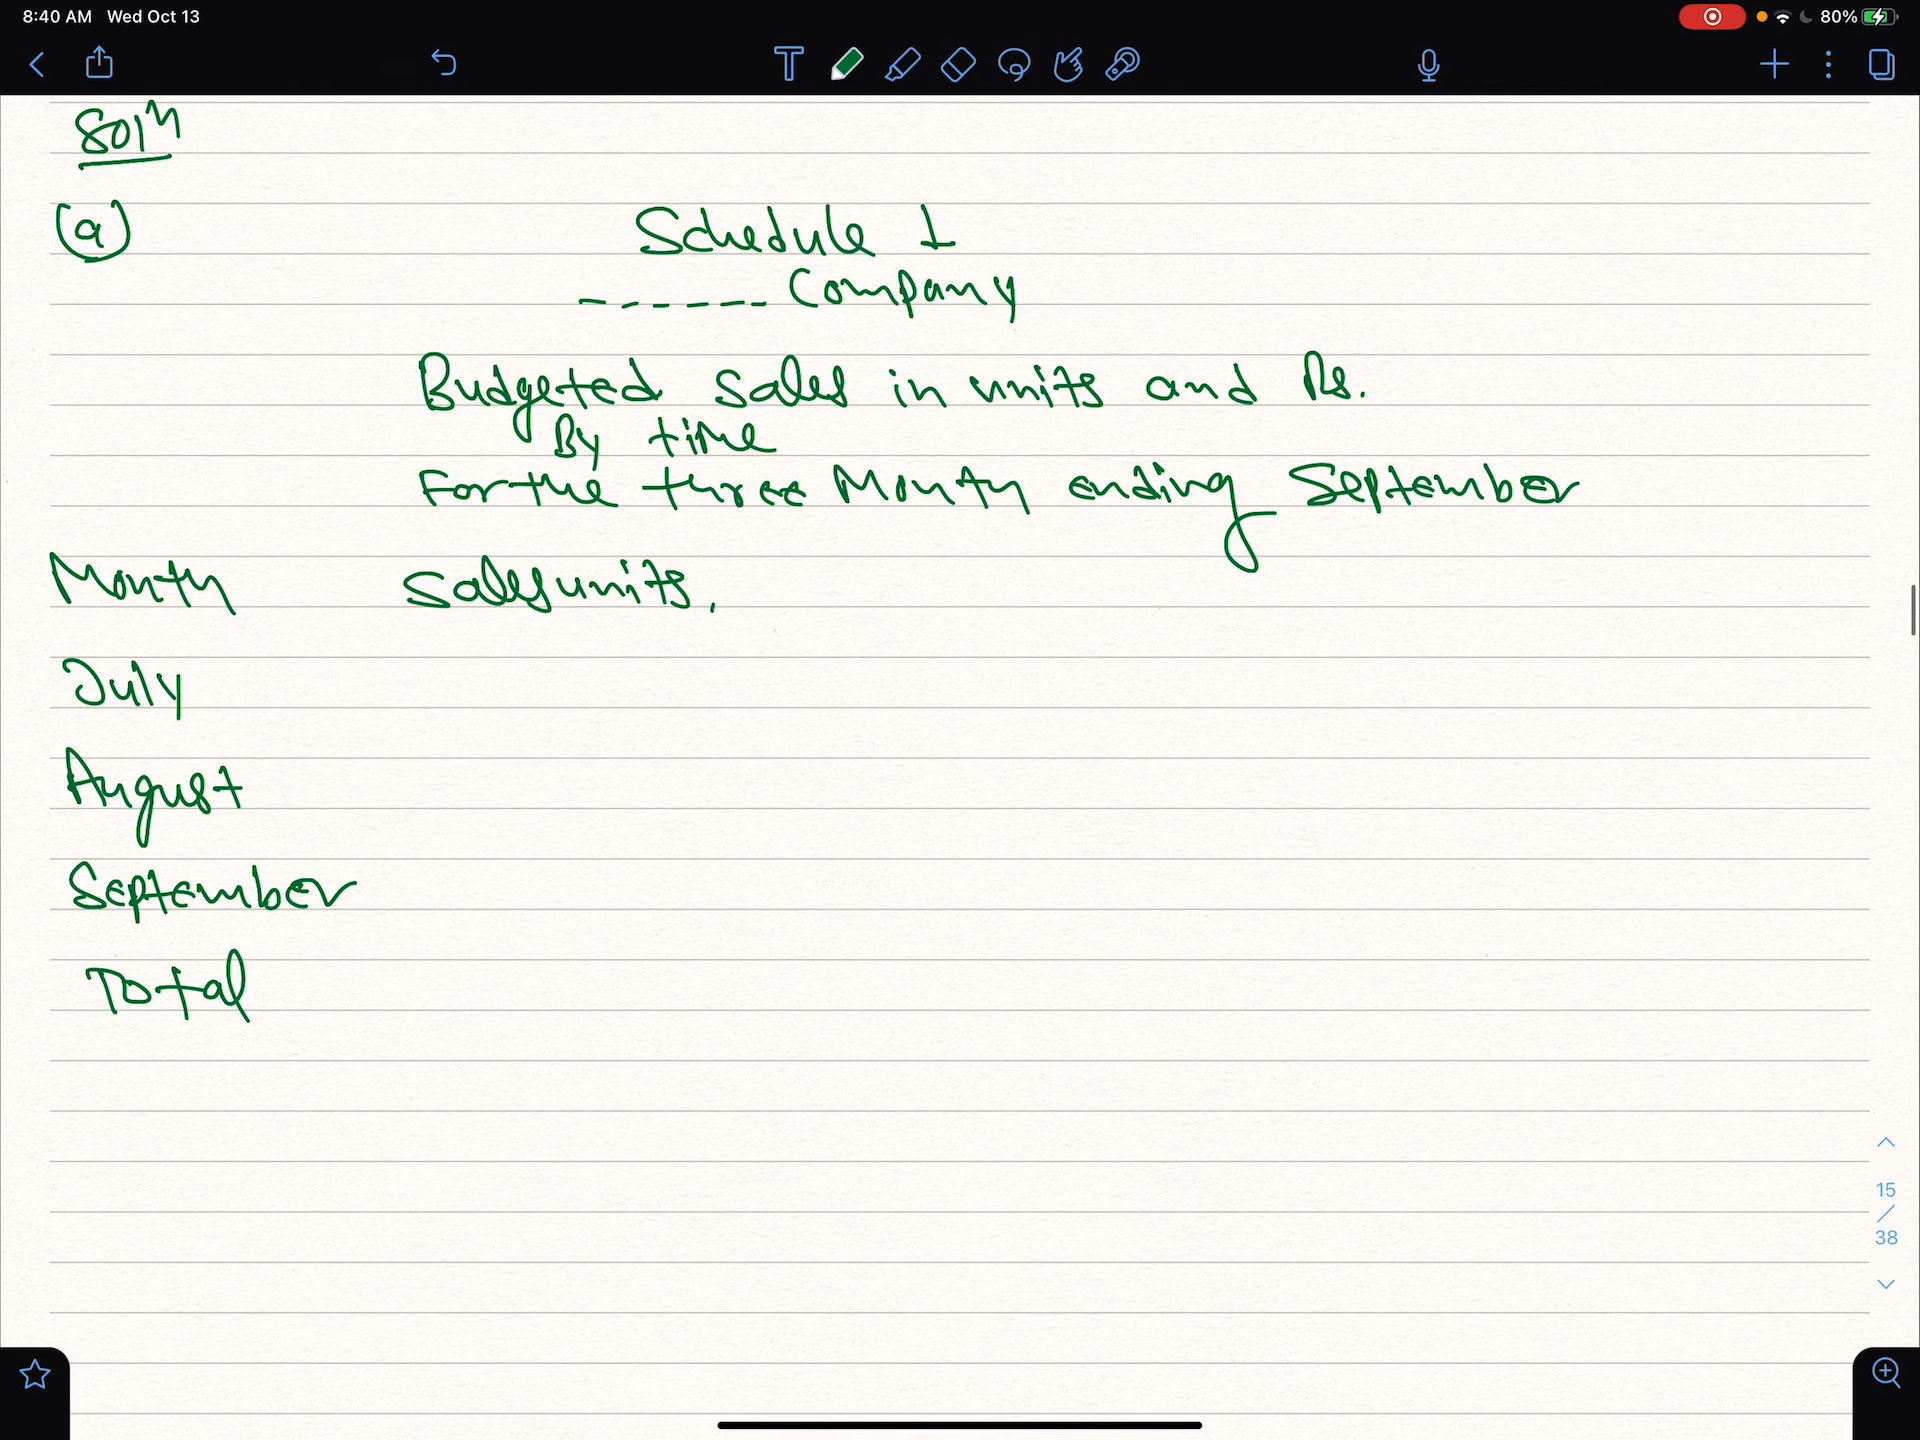 8:40 AM Wed Oct 13
80%
Soln
(a)
Schedule 1
------ Company
Budgeted Sales in units and Rs.
By time
For the three Month ending September
Month Sales units.
July
August
September
Total
15
/
38